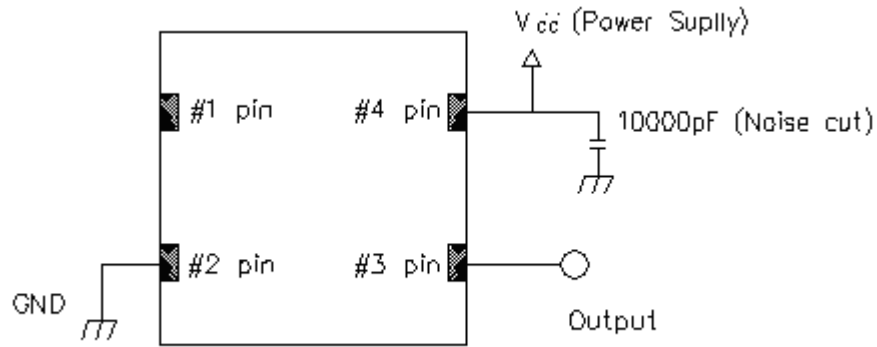 Vcc (Power Suplly)
#1 pin
#4 pin
10000pF (Noise cut)
#2 pin
#3 pin
GND
Output